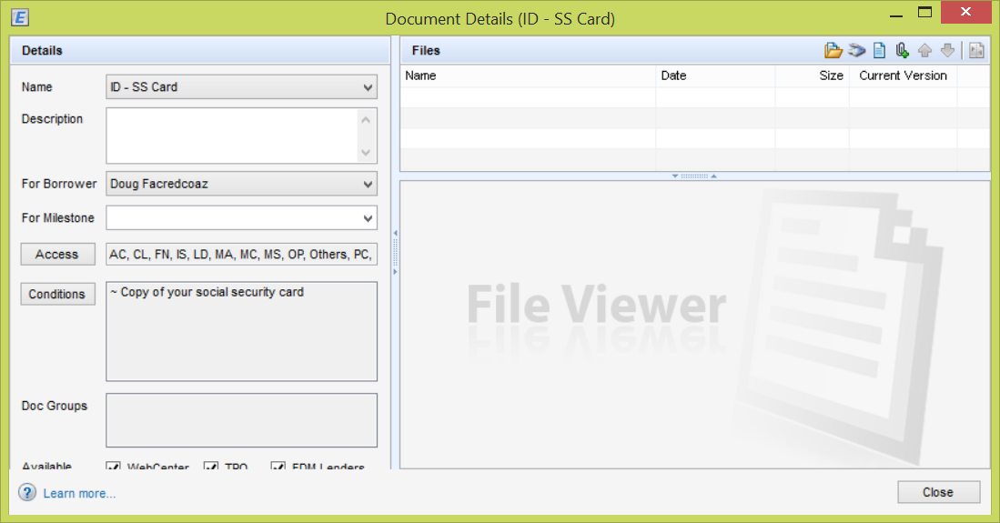 E
Document Details (ID - SS Card)
Details
Name
ID - SS Card
Description
For Borrower
Doug Facredcoaz
For Milestone
Access
AC, CL, FN, IS, LD, MA, MC, MS, OP, Others, PC,
Conditions
~ Copy of your social security card
Doc Groups
Available
WebCenter
TPO
EDM Lenders
? Learn more...
Files
Name Date Size Current Version
File Viewer
Close